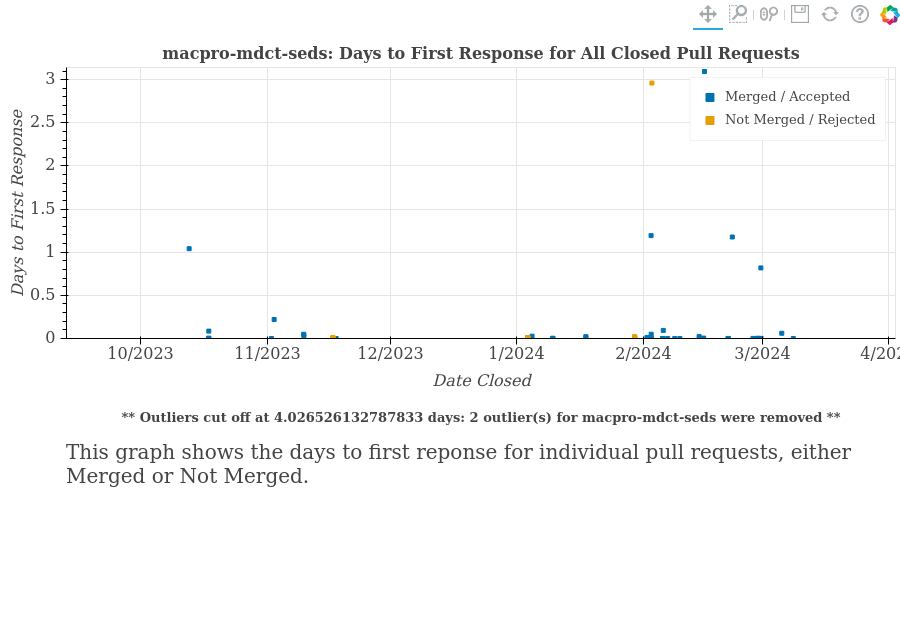 macpro-mdct-seds: Days to First Response for All Closed Pull Requests
3
2.5
2
1.5
1
0.5
0
Days to First Response
Merged / Accepted
Not Merged / Rejected
10/2023 11/2023 12/2023 1/2024 2/2024 3/2024 4/202
Date Closed
** Outliers cut off at 4.026526132787833 days: 2 outlier(s) for macpro-mdct-seds were removed **
This graph shows the days to first reponse for individual pull requests, either
Merged or Not Merged.